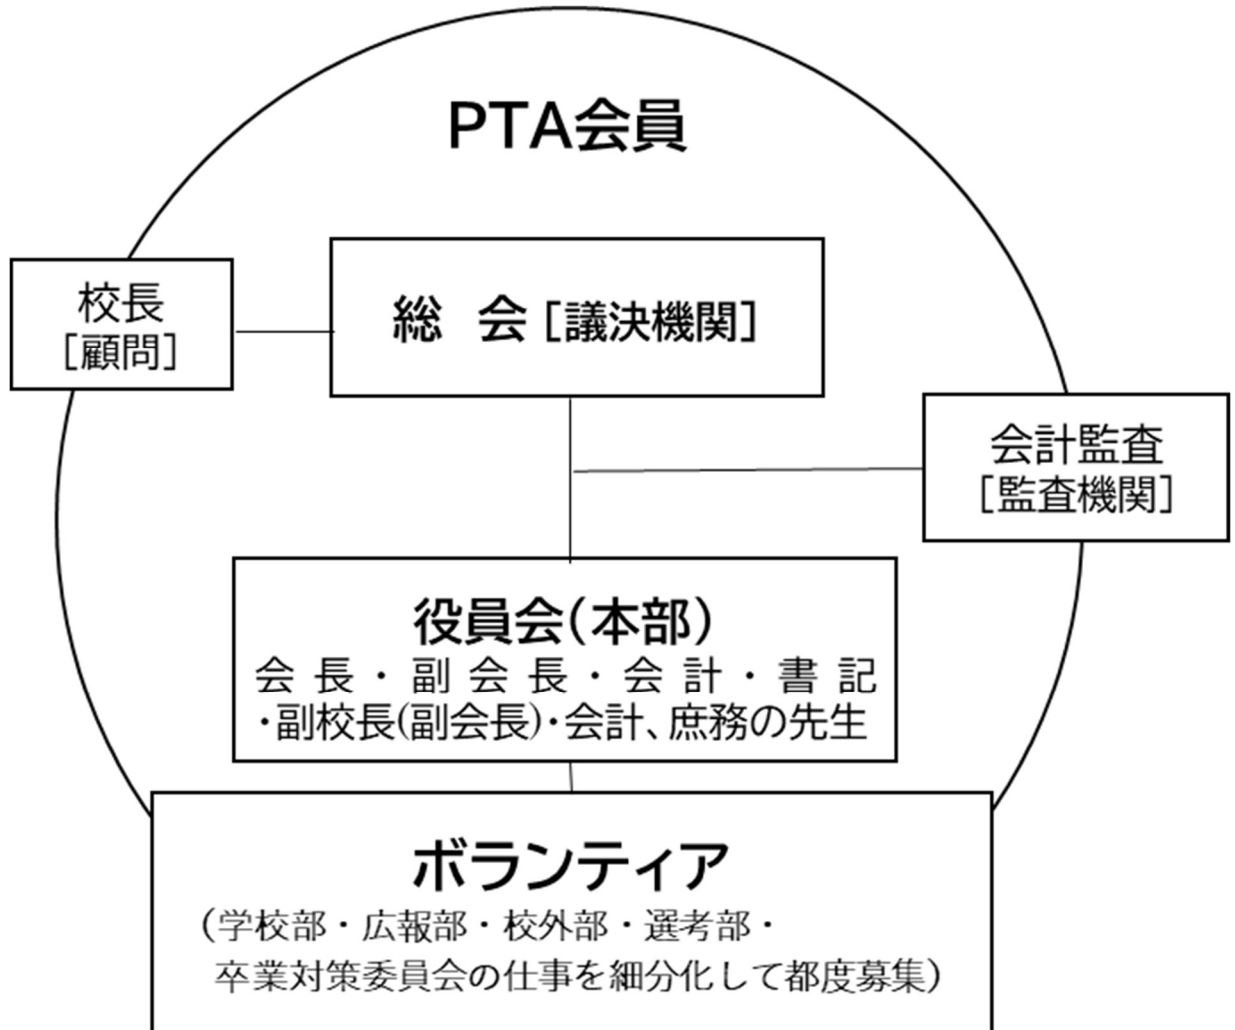 PTA会員
校長
[顧問]
総 会 [議決機関]
会計監査
[監査機関]
役員会(本部)
会長・副会長・会計・書記
・副校長(副会長)・会計、庶務の先生
ボランティア
(学校部・広報部・校外部・選考部・
卒業対策委員会の仕事を細分化して都度募集)